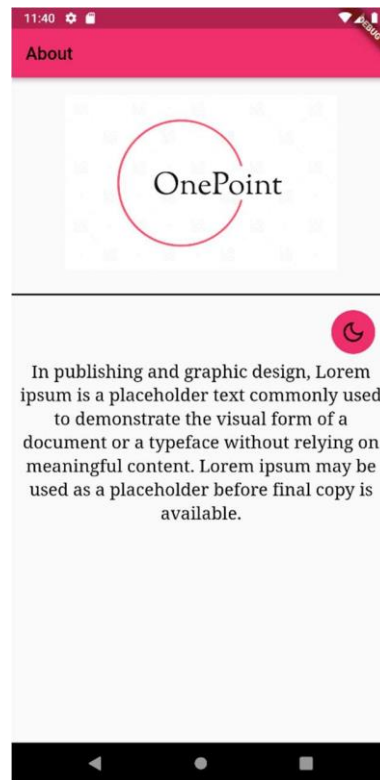 11:40
DEBUG
About
OnePoint
In publishing and graphic design, Lorem
ipsum is a placeholder text commonly used
to demonstrate the visual form of a
document or a typeface without relying on
meaningful content. Lorem ipsum may be
used as a placeholder before final copy is
available.